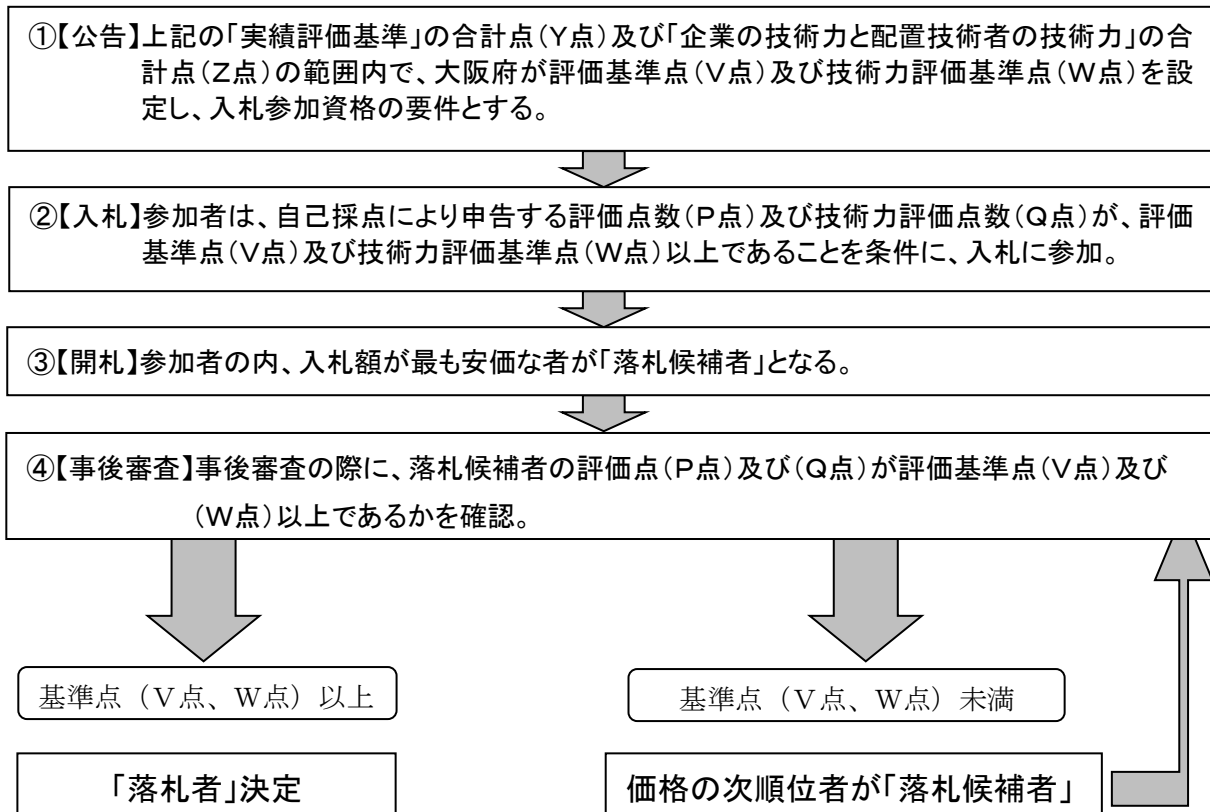 ①【公告】上記の「実績評価基準」の合計点(Y点)及び「企業の技術力と配置技術者の技術力」の合
計点(Z点)の範囲内で、大阪府が評価基準点(V点)及び技術力評価基準点(W点)を設
定し、入札参加資格の要件とする。
②【入札】参加者は、自己採点により申告する評価点数(P点)及び技術力評価点数(Q点)が、評価
基準点(V点)及び技術力評価基準点(W点)以上であることを条件に、入札に参加。
③【開札】参加者の内、入札額が最も安価な者が「落札候補者」となる。
④【事後審査】事後審査の際に、落札候補者の評価点(P点)及び(Q点)が評価基準点(V点)及び
(W点)以上であるかを確認。
基準点（V点、W点）以上
基準点（V点、W点）未満
「落札者」決定
価格の次順位者が「落札候補者」